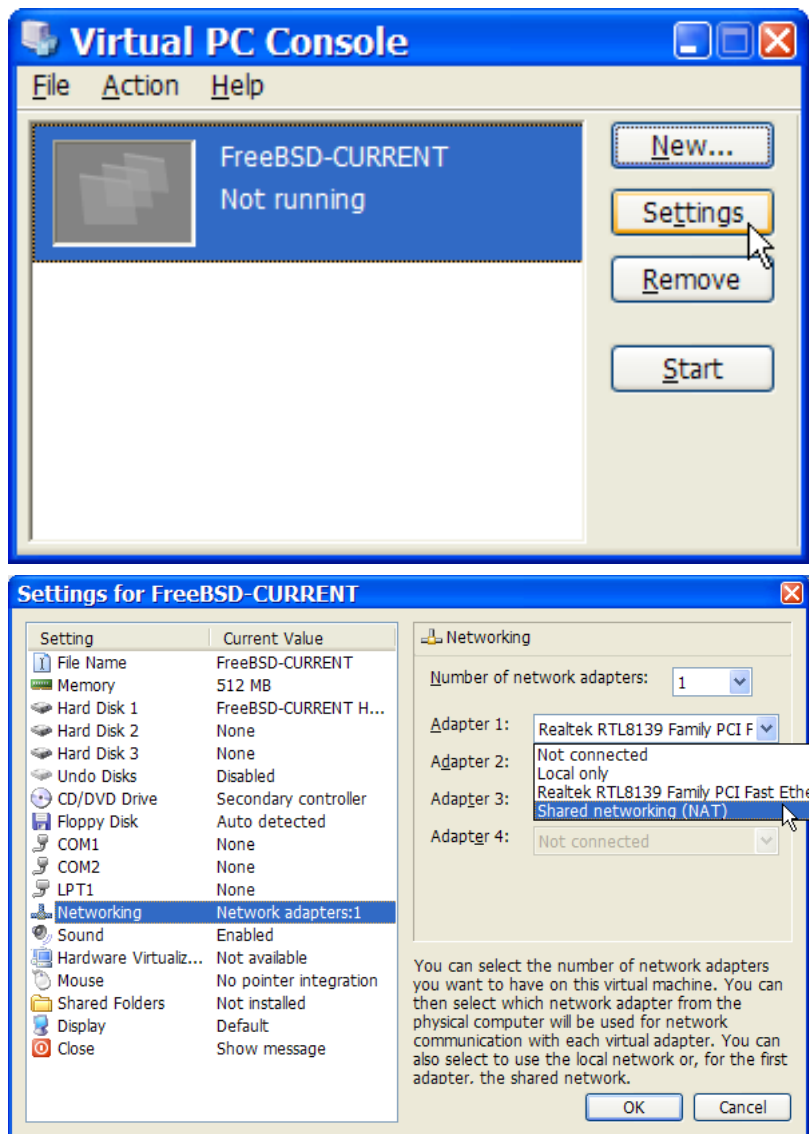 Virtual PC Console
File Action Help
FreeBSD-CURRENT
Not running
New...
Settings
Remove
Start
Settings for FreeBSD-CURRENT
Setting Current Value
File Name FreeBSD-CURRENT
Memory 512 MB
Hard Disk 1 FreeBSD-CURRENT H...
Hard Disk 2 None
Hard Disk 3 None
Undo Disks Disabled
CD/DVD Drive Secondary controller
Floppy Disk Auto detected
COM1 None
COM2 None
LPT1 None
Networking Network adapters:1
Sound Enabled
Hardware Virtualiz... Not available
Mouse No pointer integration
Shared Folders Not installed
Display Default
Close Show message
Networking
Number of network adapters: 1
Adapter 1: Realtek RTL8139 Family PCI F
Not connected
Local only
Realtek RTL8139 Family PCI Fast Ethe
Shared networking (NAT)
Adapter 2:
Adapter 3:
Adapter 4: Not connected
You can select the number of network adapters
you want to have on this virtual machine. You can
then select which network adapter from the
physical computer will be used for network
communication with each virtual adapter. You can
also select to use the local network or, for the first
adapter, the shared network.
OK Cancel